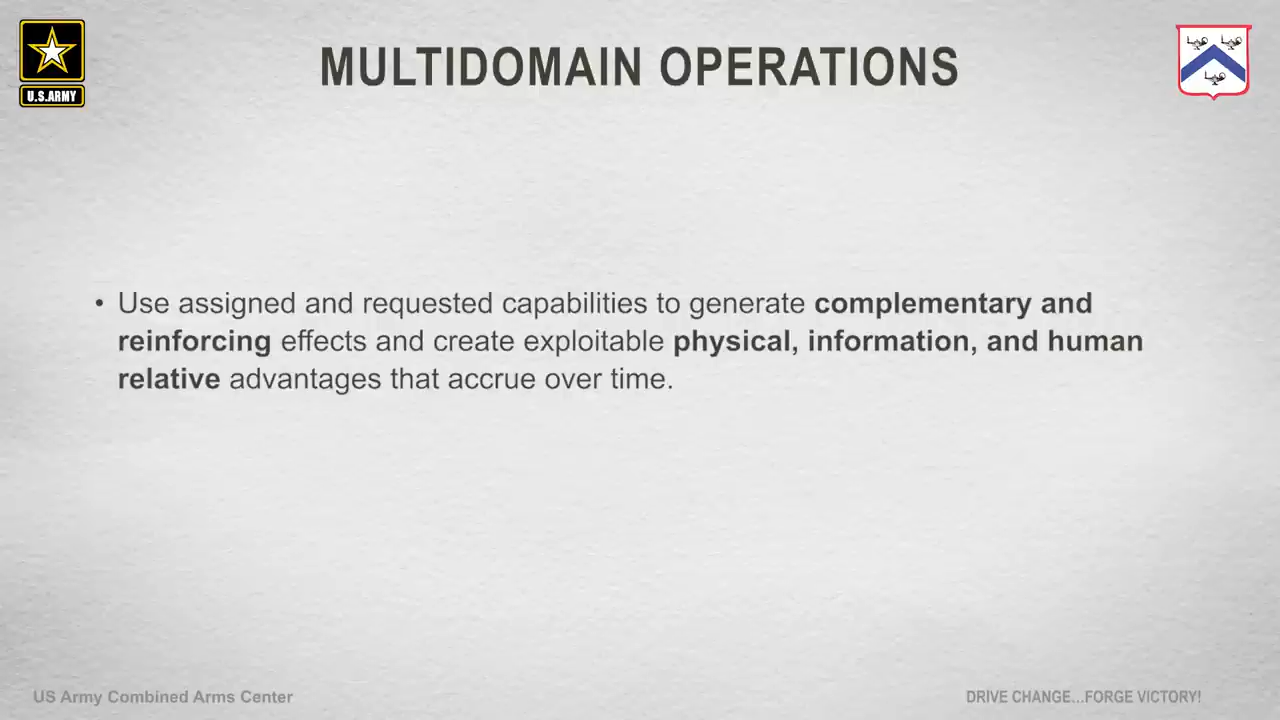 MULTIDOMAIN OPERATIONS
U.S.ARMY
• Use assigned and requested capabilities to generate complementary and
reinforcing effects and create exploitable physical, information, and human
relative advantages that accrue over time.
US Army Combined Arms Center
DRIVE CHANGE...FORGE VICTORY!